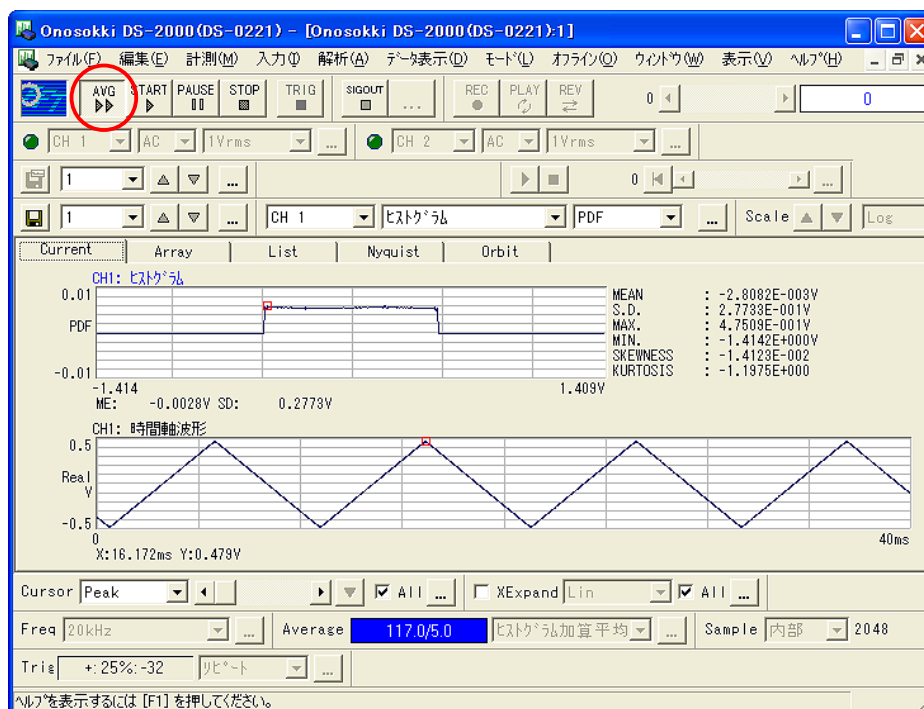 Onosokki DS-2000(DS-0221) - [Onosokki DS-2000(DS-0221):1]
ファイル(F) 編集(E) 計測(M) 入力(I) 解析(A) データ表示(D) モード(L) オフライン(O) ウィンドウ(W) 表示(V) ヘルプ(H)
AVG START PAUSE STOP TRIG SIGOUT ... REC PLAY REV 0 0
CH 1 AC 1Vrms ... CH 2 AC 1Vrms ...
1 ... 0 ...
1 ... CH 1 ヒストグラム PDF ... Scale Log
Current Array List Nyquist Orbit
CH1: ヒストグラム
0.01
PDF
-0.01
-1.414 1.409V
ME: -0.0028V SD: 0.2773V
MEAN : -2.8082E-003V
S.D. : 2.7733E-001V
MAX. : 4.7509E-001V
MIN. : -1.4142E+000V
SKEWNESS : -1.4123E-002
KURTOSIS : -1.1975E+000
CH1: 時間軸波形
0.5
Real
V
-0.5
0 40ms
X:16.172ms Y:0.479V
Cursor Peak All ... XExpand Lin All ...
Freq 20kHz ... Average 117.0/5.0 ヒストグラム加算平均 ... Sample 内部 2048
Trig +: 25%:-32 リピート ...
ヘルプを表示するには [F1] を押してください。